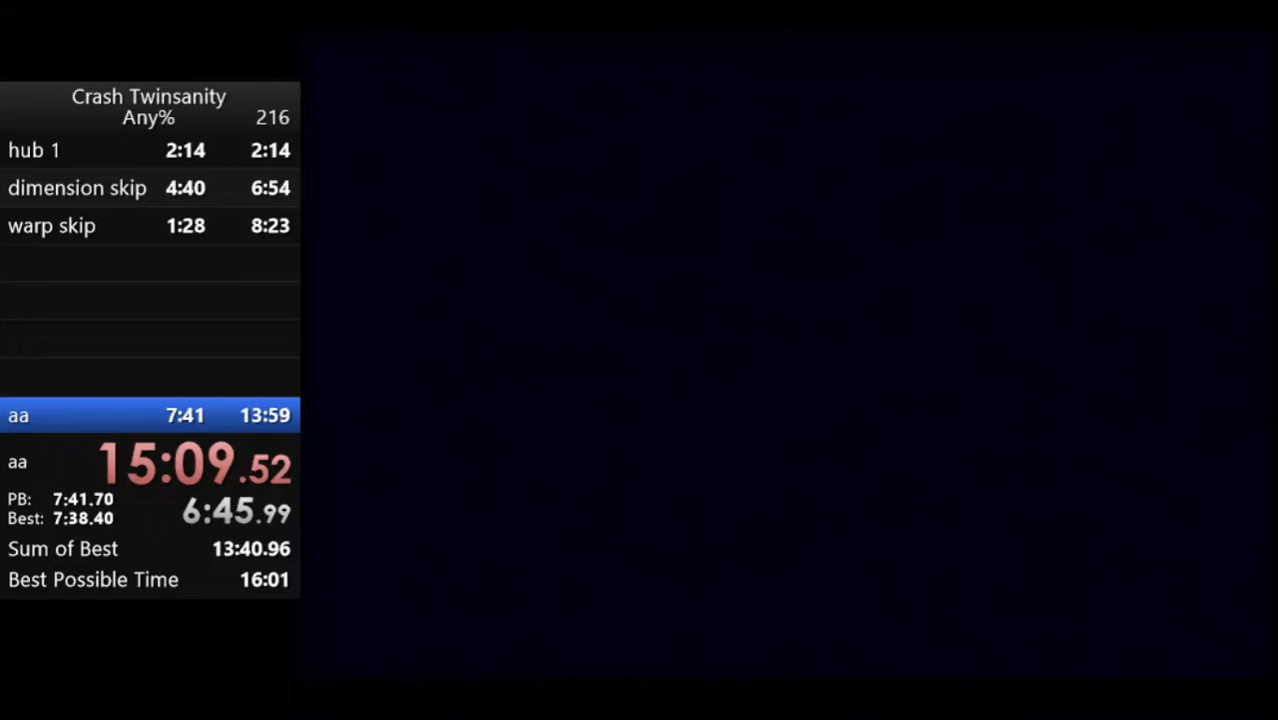 Crash Twinsanity
Any% 216
hub 1 2:14 2:14
dimension skip 4:40 6:54
warp skip 1:28 8:23
aa 7:41 13:59
aa 15:09.52
PB: 7:41.70
Best: 7:38.40 6:45.99
Sum of Best 13:40.96
Best Possible Time 16:01